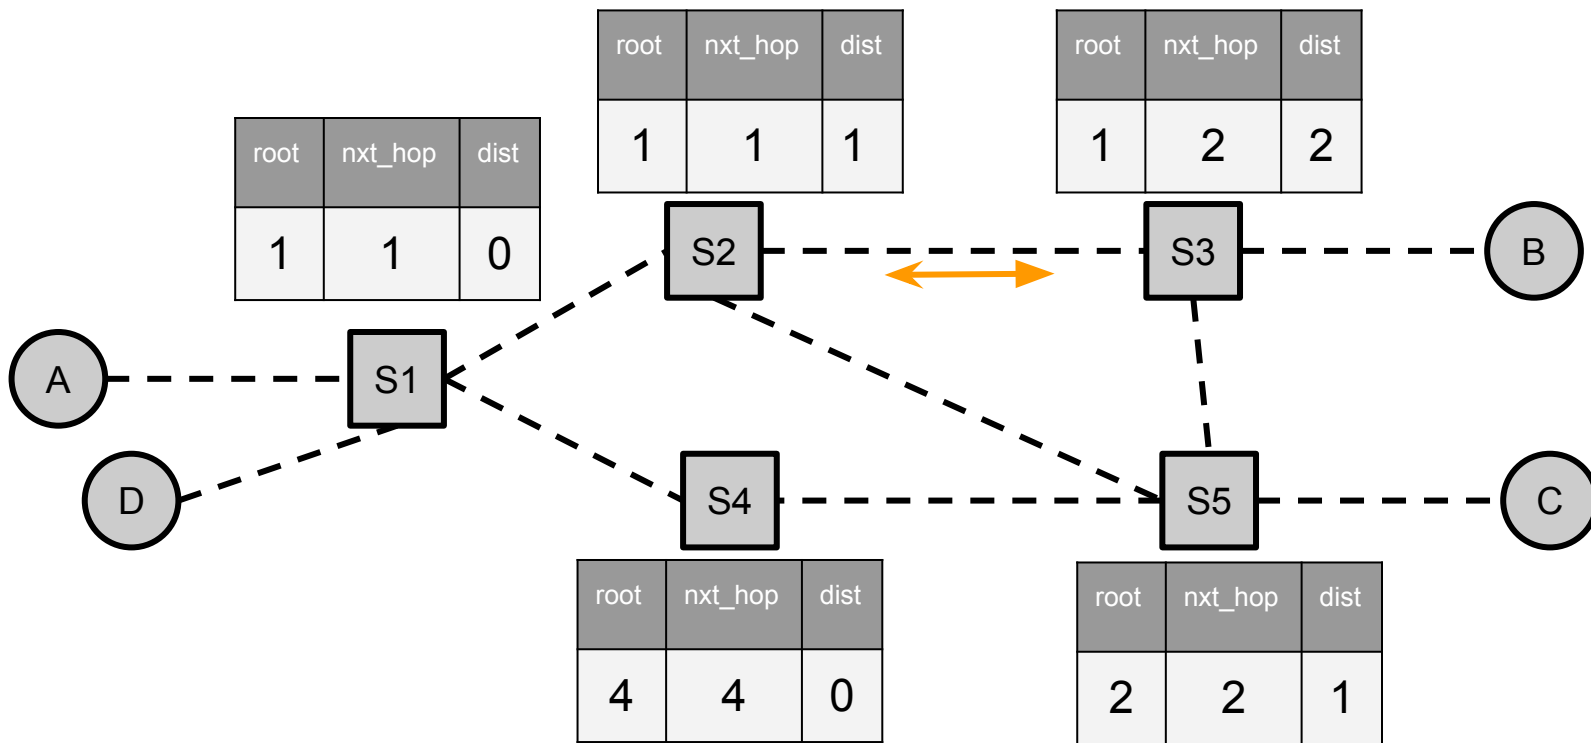 root nxt_hop dist
1 1 1
root nxt_hop dist
1 2 2
root nxt_hop dist
1 1 0
S2
S3
B
A
S1
D
S4
S5
C
root nxt_hop dist
4 4 0
root nxt_hop dist
2 2 1